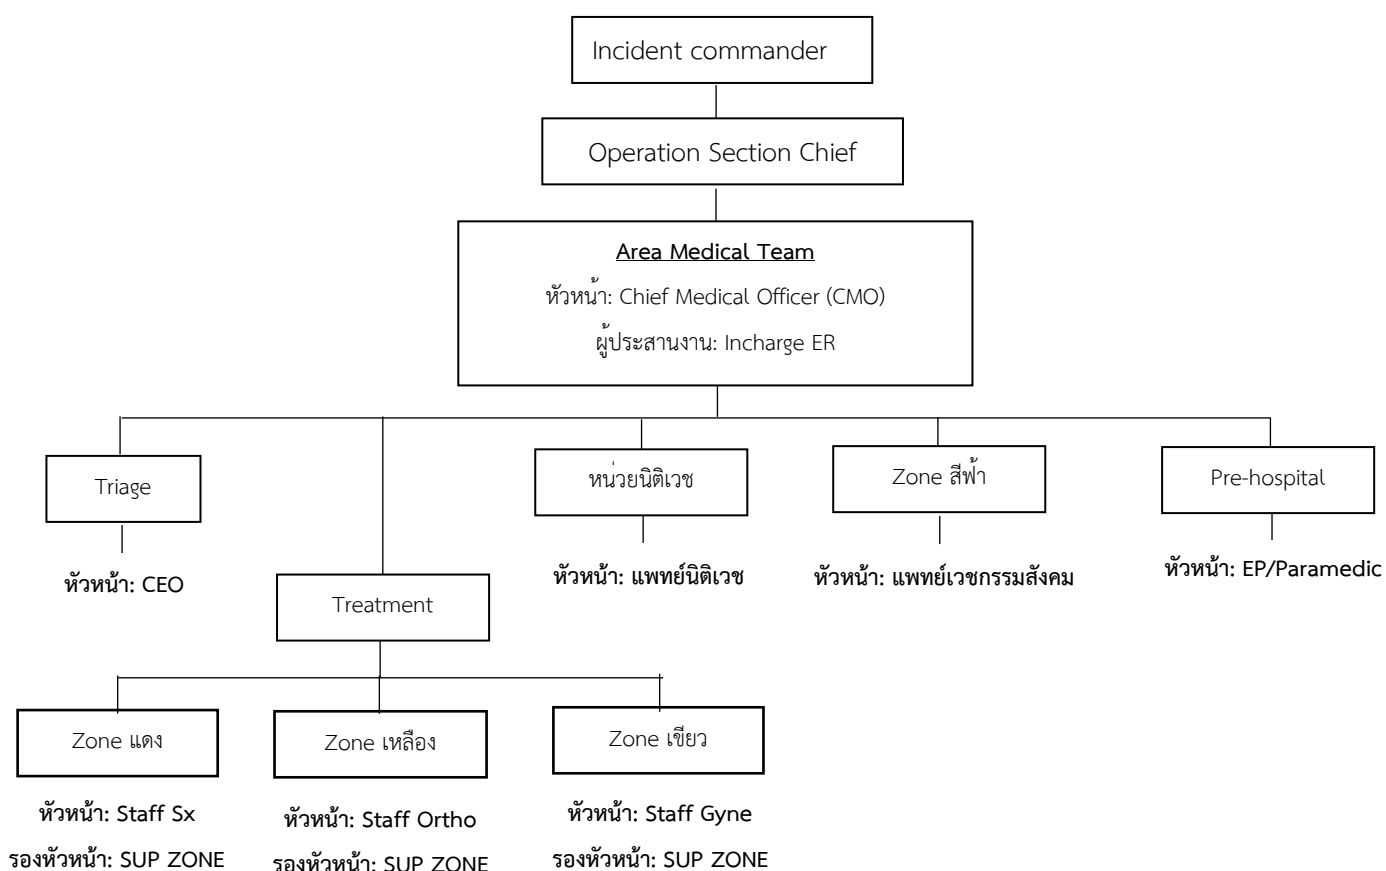 Incident commander
Operation Section Chief
Area Medical Team
หัวหน้า: Chief Medical Officer (CMO)
ผู้ประสานงาน: Incharge ER
Triage
หน่วยนิติเวช
Zone สีฟ้า
Pre-hospital
หัวหน้า: CEO
หัวหน้า: แพทย์นิติเวช
หัวหน้า: แพทย์เวชกรรมสังคม
หัวหน้า: EP/Paramedic
Treatment
Zone แดง
Zone เหลือง
Zone เขียว
หัวหน้า: Staff Sx
รองหัวหน้า: SUP ZONE
หัวหน้า: Staff Ortho
รองหัวหน้า: SUP ZONE
หัวหน้า: Staff Gyne
รองหัวหน้า: SUP ZONE